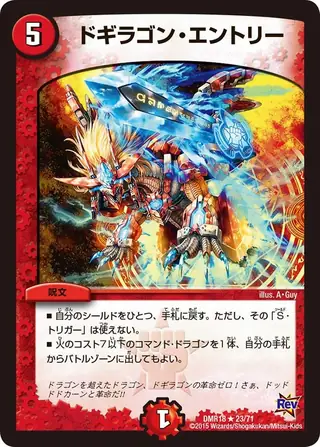 5
ドギラゴン・エントリー
illus. A・Guy
呪文
■自分のシールドをひとつ、手札に戻す。ただし、その「S・
トリガー」は使えない。
■火のコスト7以下のコマンド・ドラゴンを1体、自分の手札
からバトルゾーンに出してもよい。
ドラゴンを超えたドラゴン、ドギラゴンの革命ゼロ!さぁ、ドッド
ドドカーンと革命だ!!
1
Rev
DMR18 ★ 23/71
©2015 Wizards/Shogakukan/Mitsui-Kids